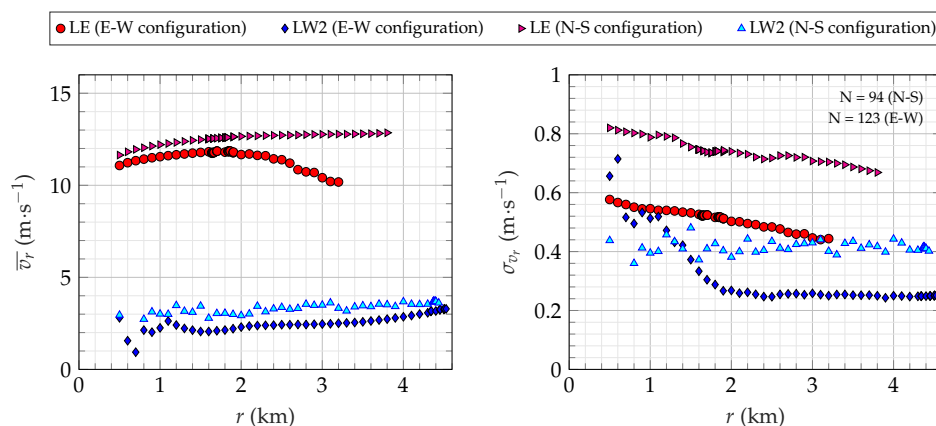 LE (E-W configuration) LW2 (E-W configuration) LE (N-S configuration) LW2 (N-S configuration)
15
10
5
0
0 1 2 3 4
r (km)
v̅ᵣ (m·s⁻¹)
1
0.8
0.6
0.4
0.2
0
0 1 2 3 4
r (km)
σ_{vᵣ} (m·s⁻¹)
N = 94 (N-S)
N = 123 (E-W)